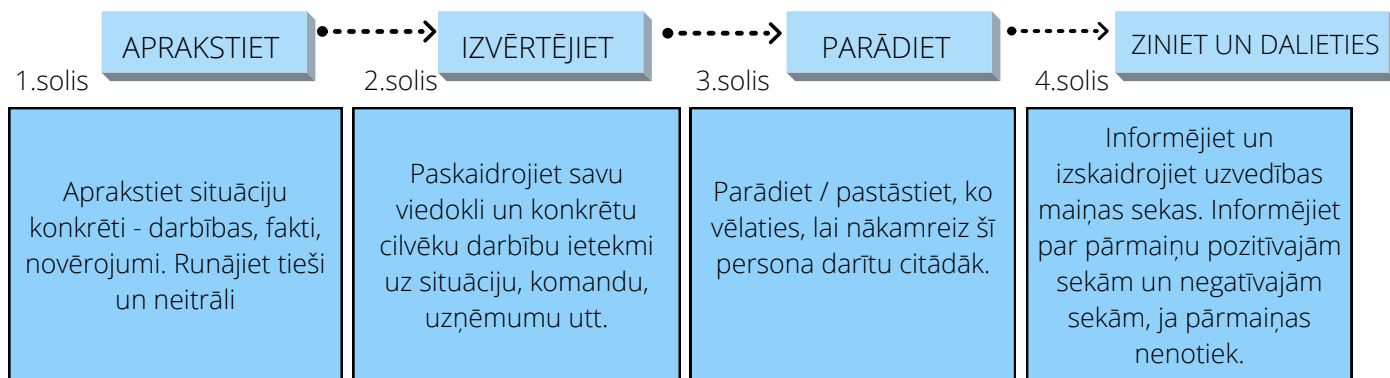 APRAKSTIET
IZVĒRTĒJIET
PARĀDIET
ZINIET UN DALIETIES
1.solis
2.solis
3.solis
4.solis
Aprakstiet situāciju
konkrēti - darbības, fakti,
novērojumi. Runājiet tieši
un neitrāli
Paskaidrojiet savu
viedokli un konkrētu
cilvēku darbību ietekmi
uz situāciju, komandu,
uzņēmumu utt.
Parādiet / pastāstiet, ko
vēlaties, lai nākamreiz šī
persona darītu citādāk.
Informējiet un
izskaidrojiet uzvedības
maiņas sekas. Informējiet
par pārmaiņu pozitīvajām
sekām un negatīvajām
sekām, ja pārmaiņas
nenotiek.